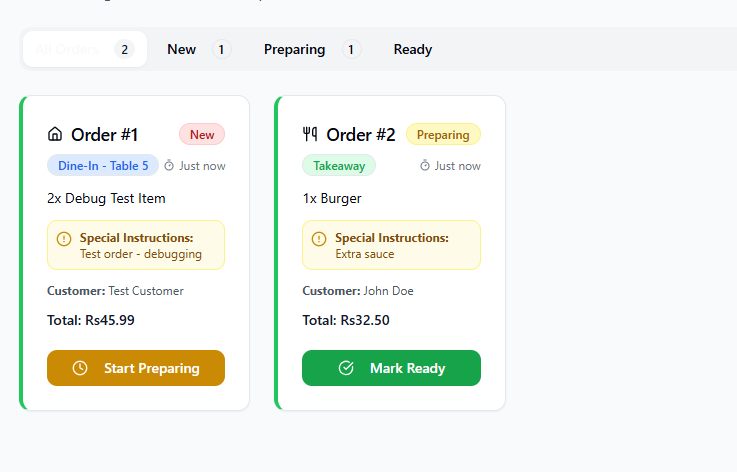 All Orders 2 New 1 Preparing 1 Ready
Order #1 New
Dine-In - Table 5 Just now
2x Debug Test Item
Special Instructions:
Test order - debugging
Customer: Test Customer
Total: Rs45.99
Start Preparing
Order #2 Preparing
Takeaway Just now
1x Burger
Special Instructions:
Extra sauce
Customer: John Doe
Total: Rs32.50
Mark Ready